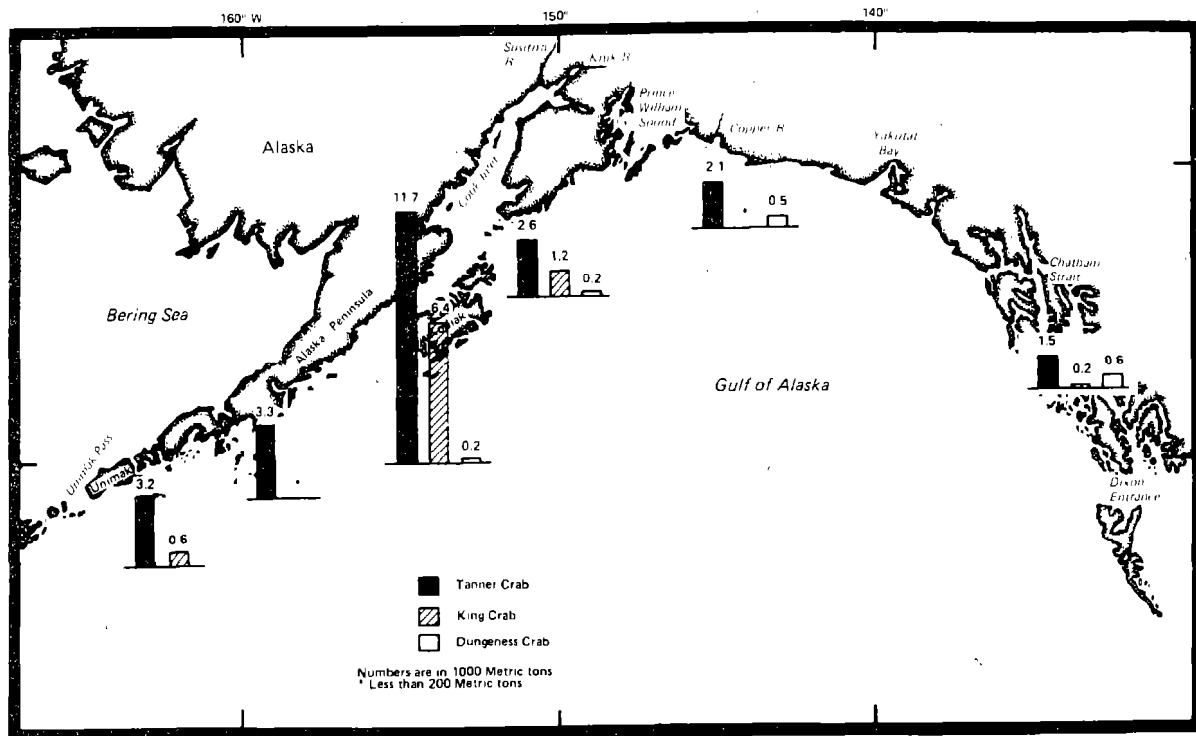 160° W
150°
140°
Susitna
R
Knik R
Prince
William
Sound
Copper R
Yakutat
Bay
Alaska
Cook Inlet
2 1
0.5
11.7
2.6
1.2
0.2
Chatham
Strait
Bering Sea
Alaska Peninsula
6.4
Gulf of Alaska
1.5
0.2
0.6
3.3
0.2
Unimak Pass
Unimak
3.2
0 6
Dixon
Entrance
Tanner Crab
King Crab
Dungeness Crab
Numbers are in 1000 Metric tons
* Less than 200 Metric tons